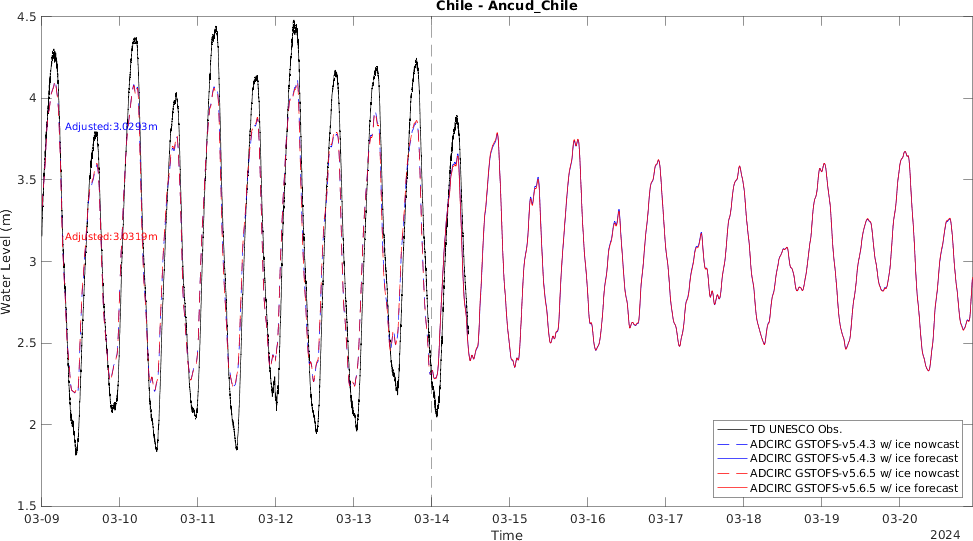 Chile - Ancud_Chile
4.5
4
3.5
3
2.5
2
1.5
Water Level (m)
Adjusted:3.0293m
Adjusted:3.0319m
TD UNESCO Obs.
ADCIRC GSTOFS-v5.4.3 w/ ice nowcast
ADCIRC GSTOFS-v5.4.3 w/ ice forecast
ADCIRC GSTOFS-v5.6.5 w/ ice nowcast
ADCIRC GSTOFS-v5.6.5 w/ ice forecast
03-09 03-10 03-11 03-12 03-13 03-14 03-15 03-16 03-17 03-18 03-19 03-20
Time
2024